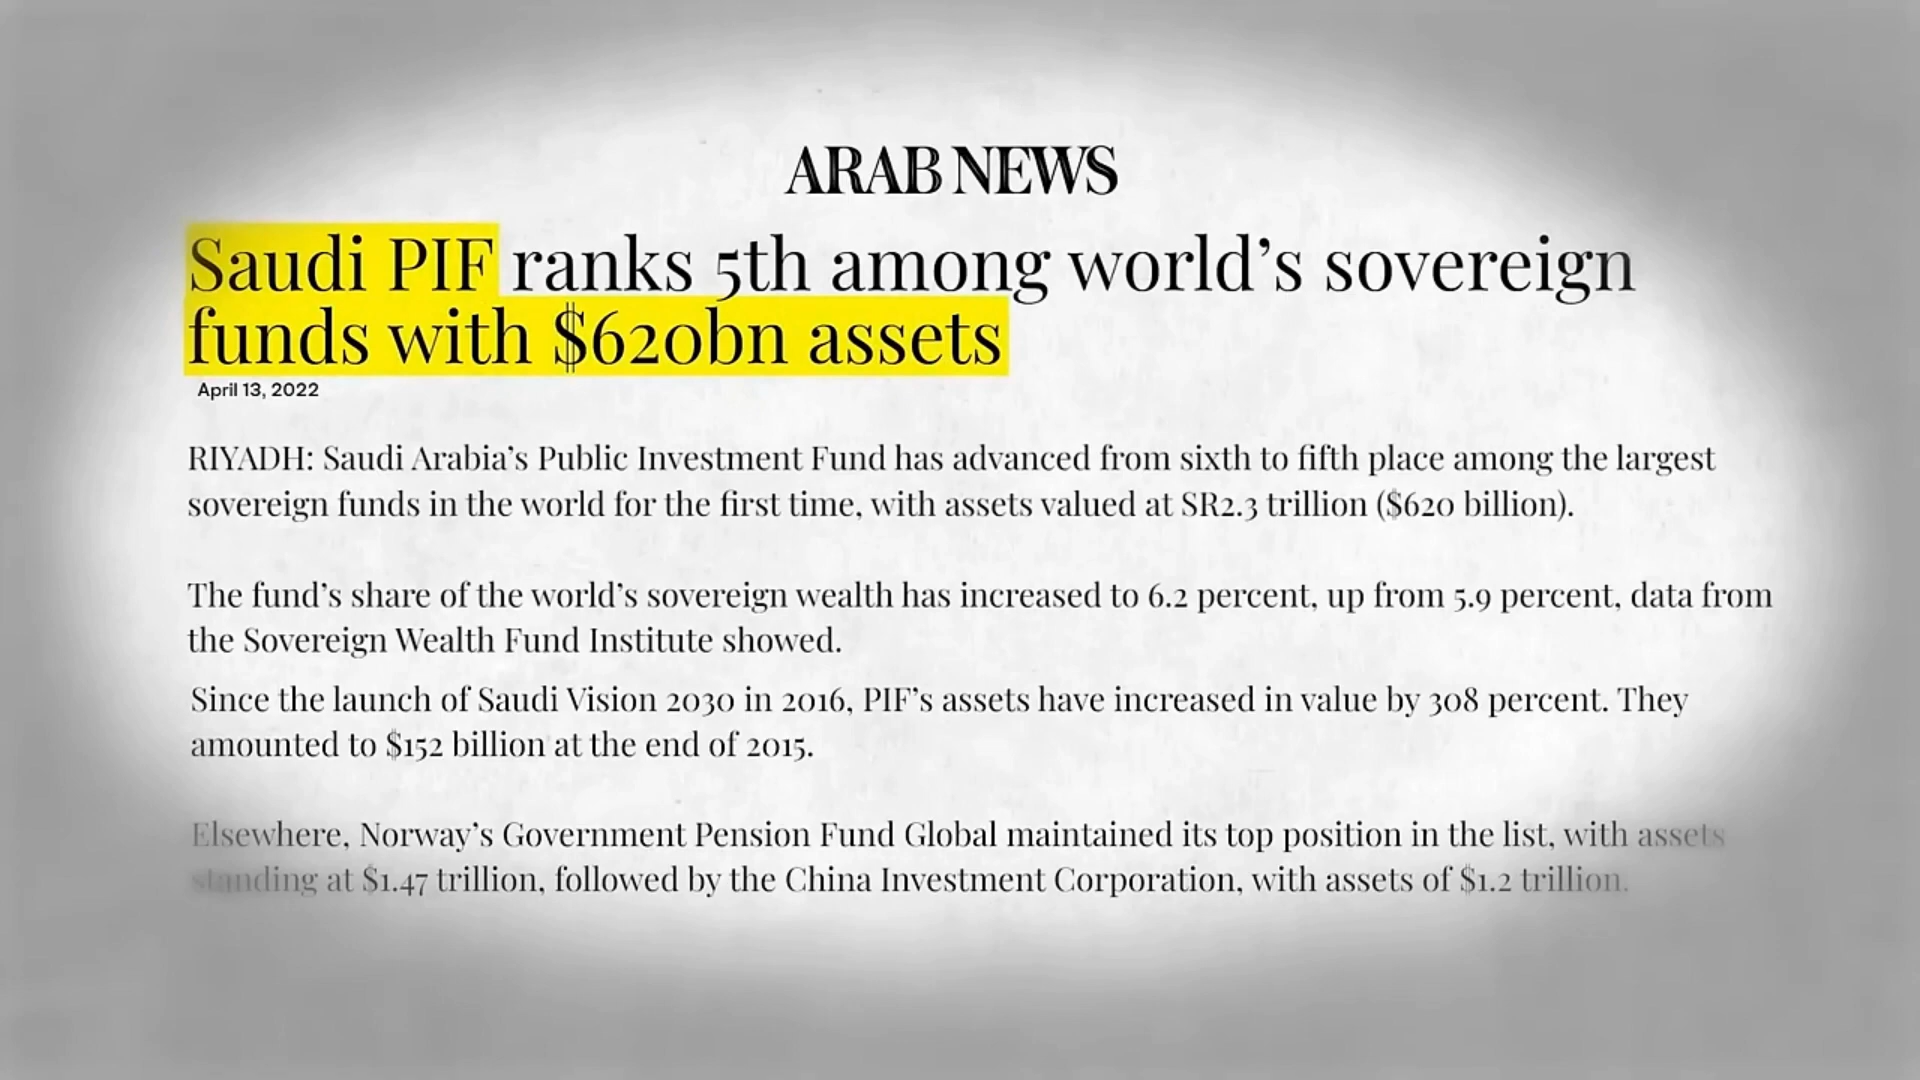 ARAB NEWS
Saudi PIF ranks 5th among world’s sovereign
funds with $620bn assets
April 13, 2022
RIYADH: Saudi Arabia’s Public Investment Fund has advanced from sixth to fifth place among the largest
sovereign funds in the world for the first time, with assets valued at SR2.3 trillion ($620 billion).
The fund’s share of the world’s sovereign wealth has increased to 6.2 percent, up from 5.9 percent, data from
the Sovereign Wealth Fund Institute showed.
Since the launch of Saudi Vision 2030 in 2016, PIF’s assets have increased in value by 308 percent. They
amounted to $152 billion at the end of 2015.
Elsewhere, Norway’s Government Pension Fund Global maintained its top position in the list, with assets
standing at $1.47 trillion, followed by the China Investment Corporation, with assets of $1.2 trillion.